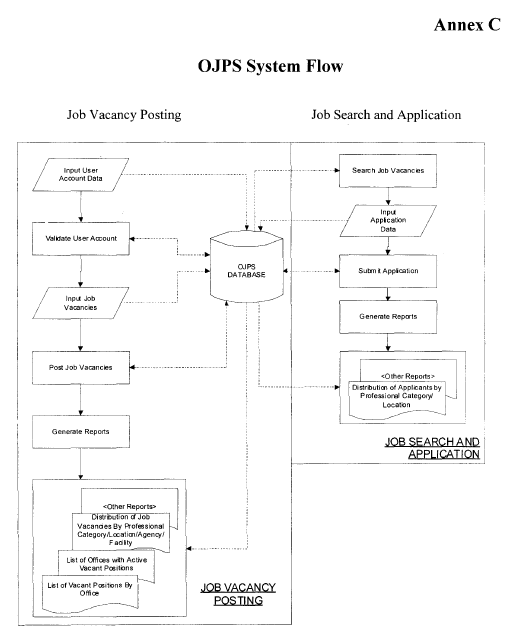 Annex C
OJPS System Flow
Job Vacancy Posting
Job Search and Application
Input User
Account Data
Validate User Account
Input Job
Vacancies
Post Job Vacancies
Generate Reports
<Other Reports>
Distribution of Job
Vacancies By Professional
Category/Location/Agency/
Facility
List of Offices with Active
Vacant Positions
List of Vacant Positions By
Office
JOB VACANCY
POSTING
OJPS
DATABASE
Search Job Vacancies
Input
Application
Data
Submit Application
Generate Reports
<Other Reports>
Distribution of Applicants by
Professional Category/
Location
JOB SEARCH AND
APPLICATION